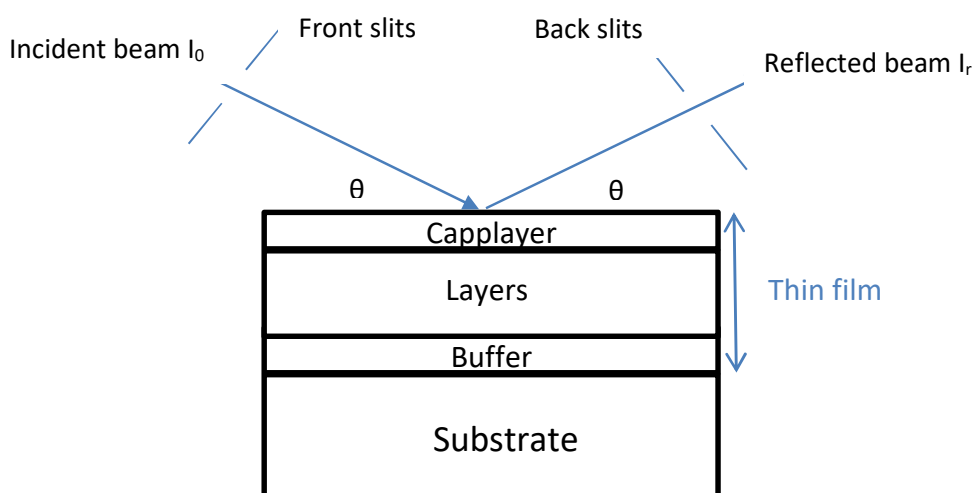 Incident beam I₀
Front slits
Back slits
Reflected beam Iᵣ
θ
θ
Capplayer
Layers
Thin film
Buffer
Substrate